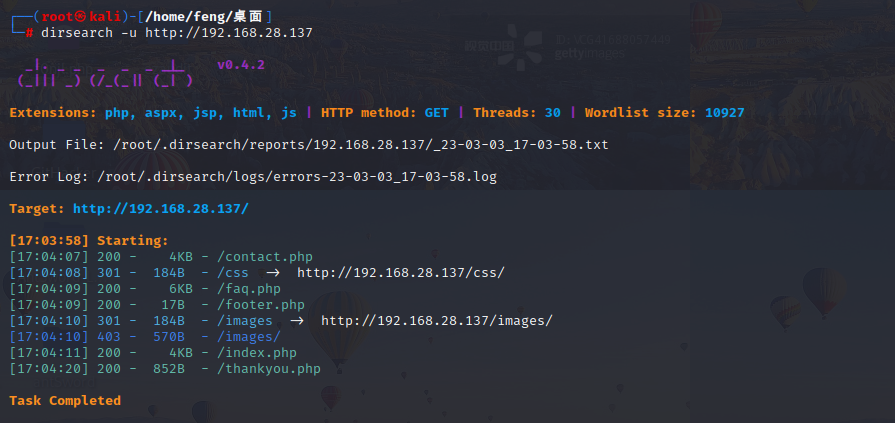 ┌──(root㉿kali)-[/home/feng/桌面]
└─# dirsearch -u http://192.168.28.137
v0.4.2
Extensions: php, aspx, jsp, html, js | HTTP method: GET | Threads: 30 | Wordlist size: 10927
Output File: /root/.dirsearch/reports/192.168.28.137/_23-03-03_17-03-58.txt
Error Log: /root/.dirsearch/logs/errors-23-03-03_17-03-58.log
Target: http://192.168.28.137/
[17:03:58] Starting:
[17:04:07] 200 -    4KB - /contact.php
[17:04:08] 301 -  184B  - /css  ->  http://192.168.28.137/css/
[17:04:09] 200 -    6KB - /faq.php
[17:04:09] 200 -   17B  - /footer.php
[17:04:10] 301 -  184B  - /images  ->  http://192.168.28.137/images/
[17:04:10] 403 -  570B  - /images/
[17:04:11] 200 -    4KB - /index.php
[17:04:20] 200 -  852B  - /thankyou.php
Task Completed
gettyimages